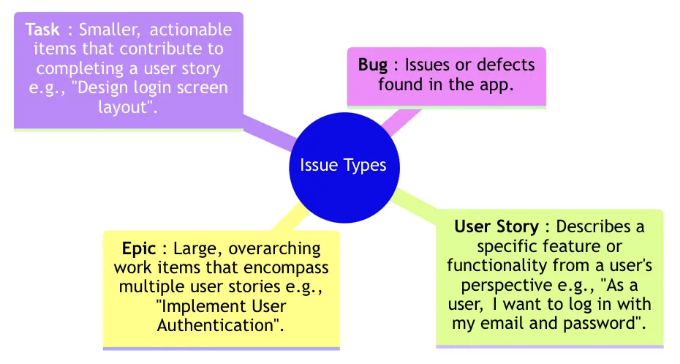 Task : Smaller, actionable
items that contribute to
completing a user story
e.g., "Design login screen
layout".
Bug : Issues or defects
found in the app.
Issue Types
Epic : Large, overarching
work items that encompass
multiple user stories e.g.,
"Implement User
Authentication".
User Story : Describes a
specific feature or
functionality from a user's
perspective e.g., "As a
user, I want to log in with
my email and password".